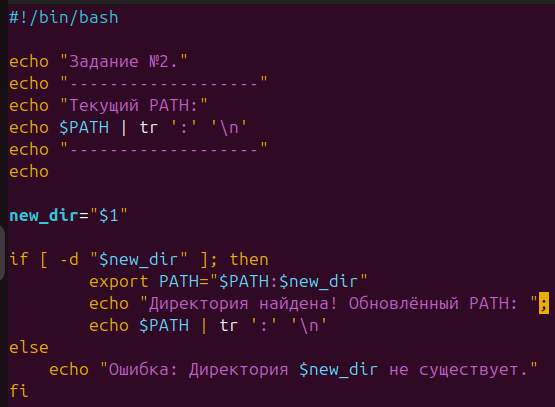 #!/bin/bash
echo "Задание №2."
echo "-------------------"
echo "Текущий PATH:"
echo $PATH | tr ':' '\n'
echo "-------------------"
echo
new_dir="$1"
if [ -d "$new_dir" ]; then
export PATH="$PATH:$new_dir"
echo "Директория найдена! Обновлённый PATH: ";
echo $PATH | tr ':' '\n'
else
echo "Ошибка: Директория $new_dir не существует."
fi